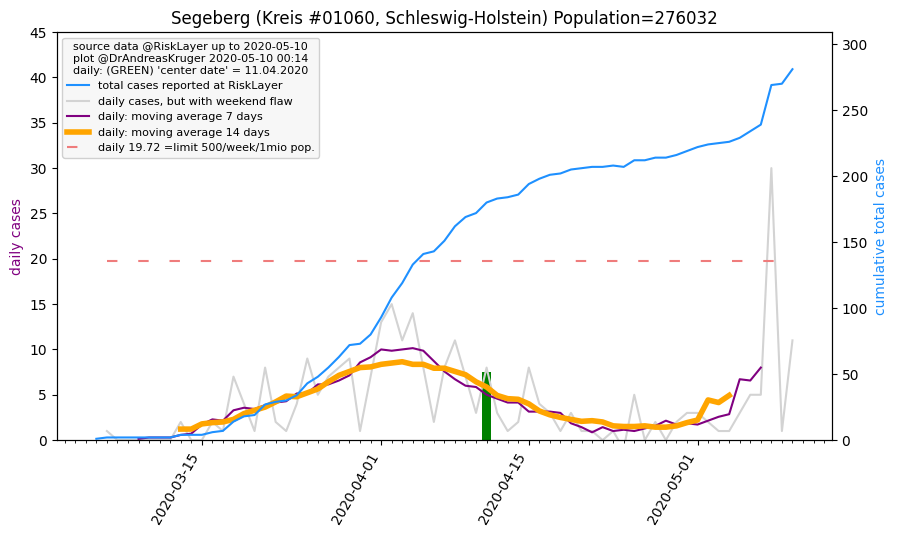 Segeberg (Kreis #01060, Schleswig-Holstein) Population=276032
source data @RiskLayer up to 2020-05-10
plot @DrAndreasKruger 2020-05-10 00:14
daily: (GREEN) 'center date' = 11.04.2020
total cases reported at RiskLayer
daily cases, but with weekend flaw
daily: moving average 7 days
daily: moving average 14 days
daily 19.72 =limit 500/week/1mio pop.
daily cases
45
40
35
30
25
20
15
10
5
0
300
250
200
150
100
50
0
cumulative total cases
2020-03-15
2020-04-01
2020-04-15
2020-05-01